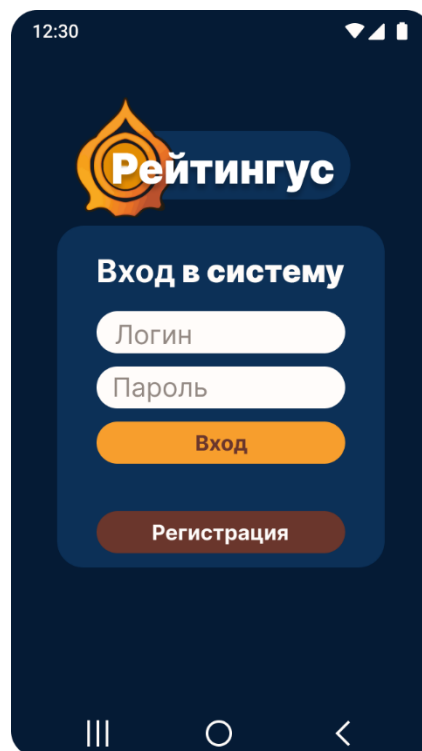 12:30
Рейтингус
Вход в систему
Логин
Пароль
Вход
Регистрация